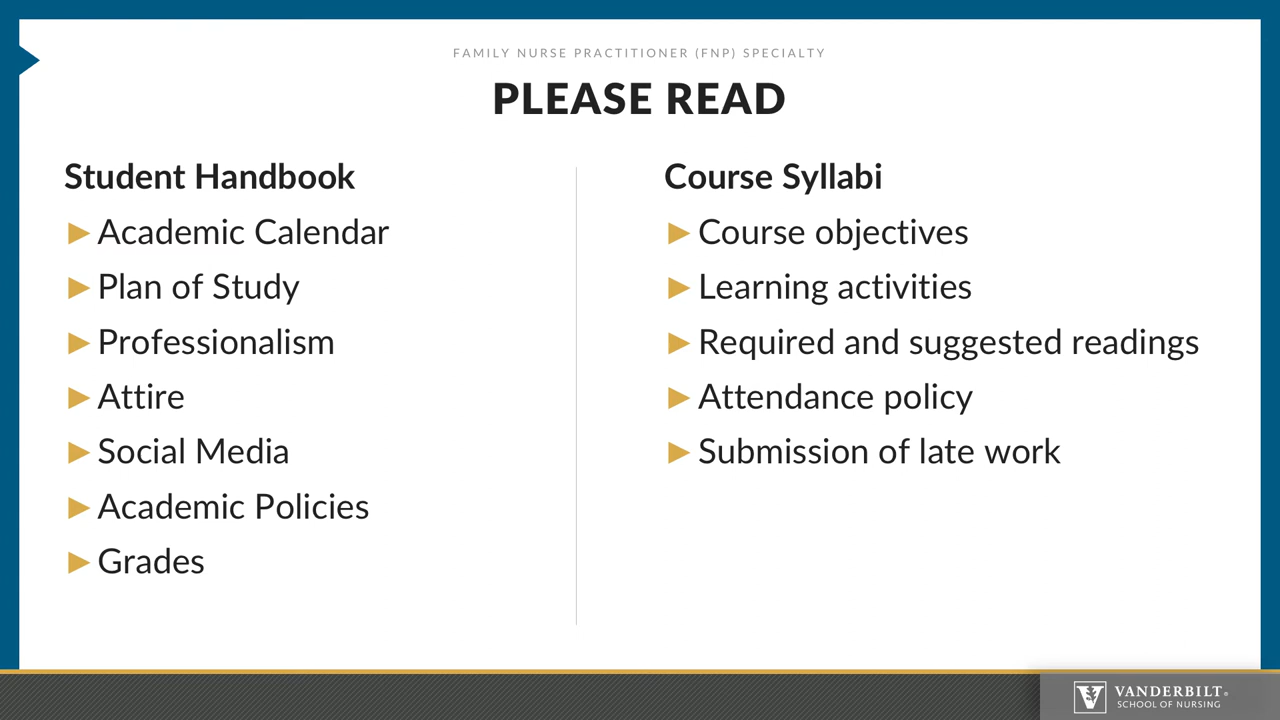 FAMILY NURSE PRACTITIONER (FNP) SPECIALTY
PLEASE READ
Student Handbook
► Academic Calendar
► Plan of Study
► Professionalism
► Attire
► Social Media
► Academic Policies
► Grades
Course Syllabi
► Course objectives
► Learning activities
► Required and suggested readings
► Attendance policy
► Submission of late work
V
VANDERBILT®
SCHOOL OF NURSING